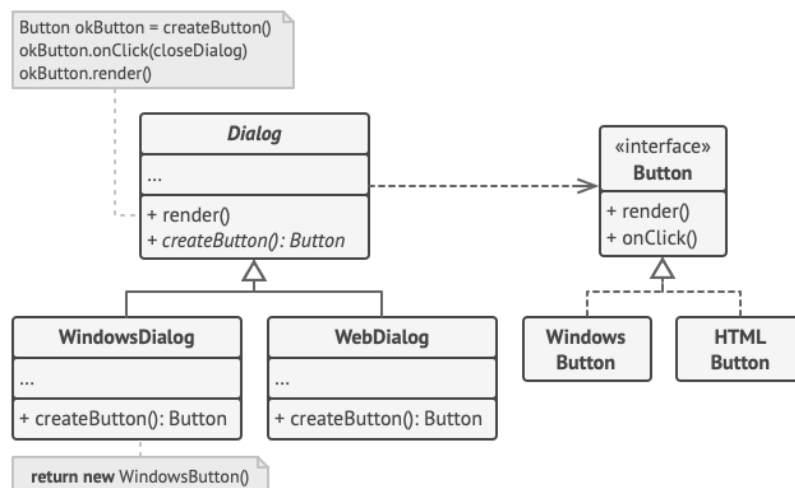 Button okButton = createButton()
okButton.onClick(closeDialog)
okButton.render()
Dialog
...
+ render()
+ createButton(): Button
«interface»
Button
+ render()
+ onClick()
WindowsDialog
...
+ createButton(): Button
WebDialog
...
+ createButton(): Button
Windows
Button
HTML
Button
return new WindowsButton()